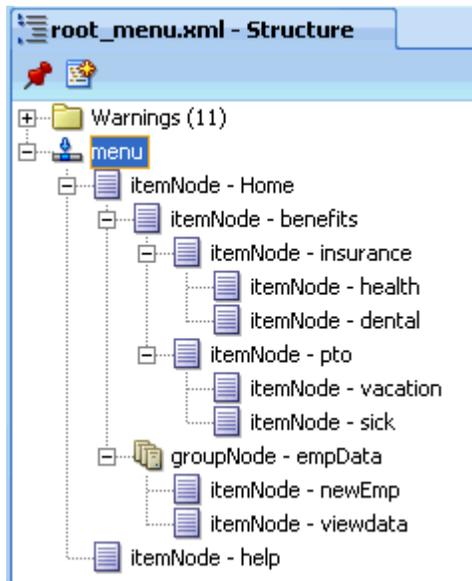 root_menu.xml - Structure
Warnings (11)
menu
itemNode - Home
itemNode - benefits
itemNode - insurance
itemNode - health
itemNode - dental
itemNode - pto
itemNode - vacation
itemNode - sick
groupNode - empData
itemNode - newEmp
itemNode - viewdata
itemNode - help